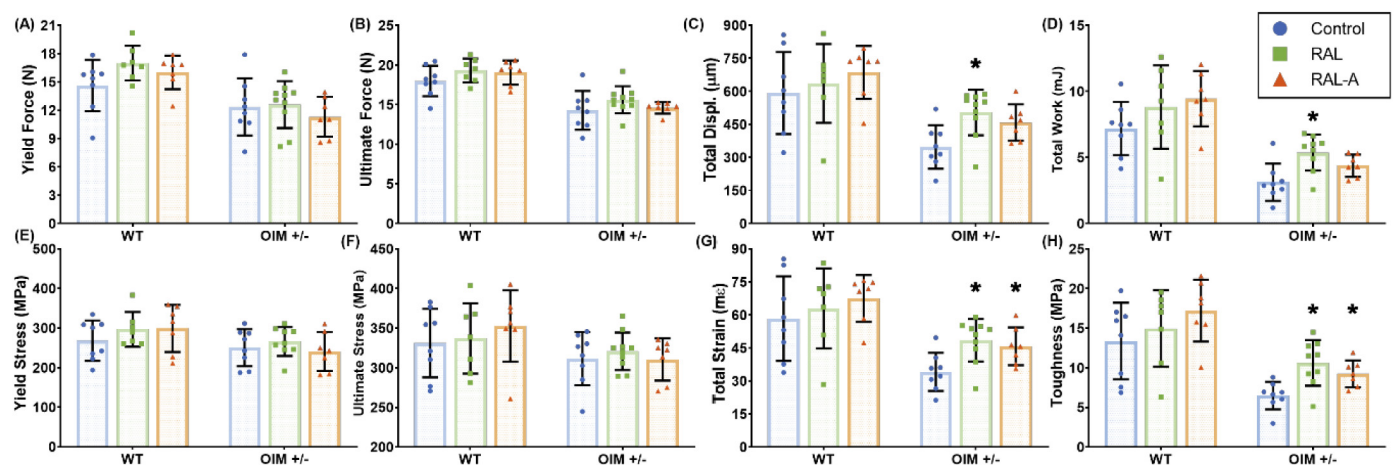 (A)
Yield Force (N)
21
18
15
12
9
6
3
0
WT
OIM +/-
(B)
Ultimate Force (N)
25
20
15
10
5
0
WT
OIM +/-
(C)
Total Displ. (μm)
900
750
600
450
300
150
0
*
WT
OIM +/-
(D)
Total Work (mJ)
15
10
5
0
*
WT
OIM +/-
Control
RAL
RAL-A
(E)
Yield Stress (MPa)
500
400
300
200
100
0
WT
OIM +/-
(F)
Ultimate Stress (MPa)
450
400
350
300
250
200
WT
OIM +/-
(G)
Total Strain (mε)
90
75
60
45
30
15
0
* *
WT
OIM +/-
(H)
Toughness (MPa)
25
20
15
10
5
0
* *
WT
OIM +/-